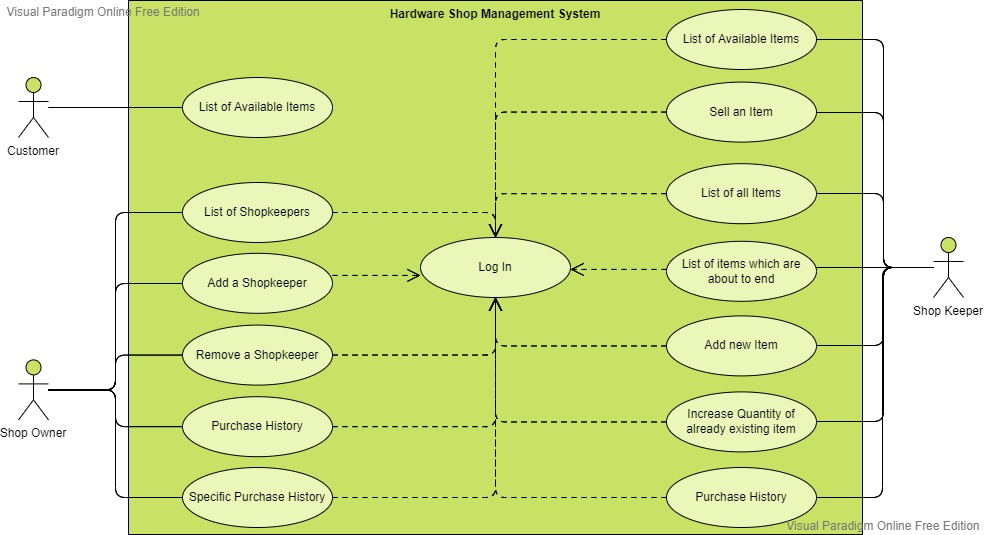 Visual Paradigm Online Free Edition
Hardware Shop Management System
List of Available Items
Customer
List of Shopkeepers
Add a Shopkeeper
Remove a Shopkeeper
Purchase History
Specific Purchase History
Shop Owner
Log In
List of Available Items
Sell an Item
List of all Items
List of items which are
about to end
Add new Item
Increase Quantity of
already existing item
Purchase History
Shop Keeper
Visual Paradigm Online Free Edition